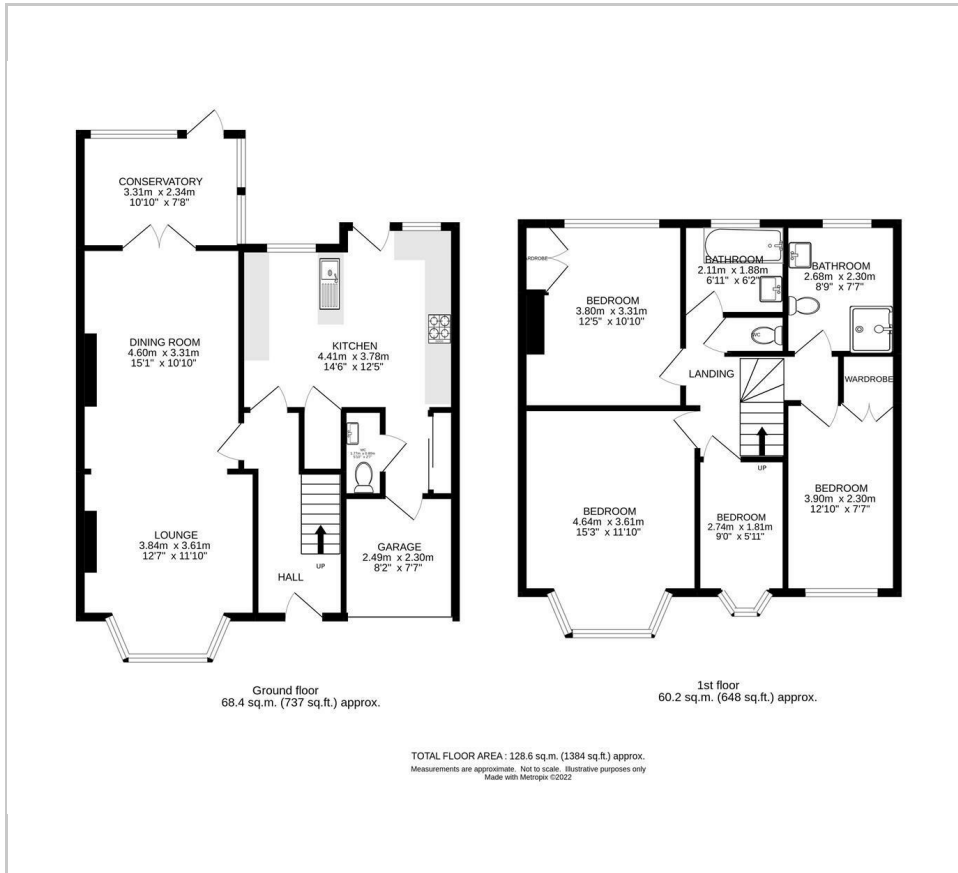 CONSERVATORY
3.31m x 2.34m
10'10" x 7'8"
DINING ROOM
4.60m x 3.31m
15'1" x 10'10"
KITCHEN
4.41m x 3.78m
14'6" x 12'5"
WC
LOUNGE
3.84m x 3.61m
12'7" x 11'10"
HALL
UP
GARAGE
2.49m x 2.30m
8'2" x 7'7"
Ground floor
68.4 sq.m. (737 sq.ft.) approx.
BATHROOM
2.11m x 1.88m
6'11" x 6'2"
BATHROOM
2.68m x 2.30m
8'9" x 7'7"
BEDROOM
3.80m x 3.31m
12'5" x 10'10"
WC
LANDING
WARDROBE
UP
BEDROOM
4.64m x 3.61m
15'3" x 11'10"
BEDROOM
2.74m x 1.81m
9'0" x 5'11"
BEDROOM
3.90m x 2.30m
12'10" x 7'7"
1st floor
60.2 sq.m. (648 sq.ft.) approx.
TOTAL FLOOR AREA : 128.6 sq.m. (1384 sq.ft.) approx.
Measurements are approximate. Not to scale. Illustrative purposes only
Made with Metropix ©2022